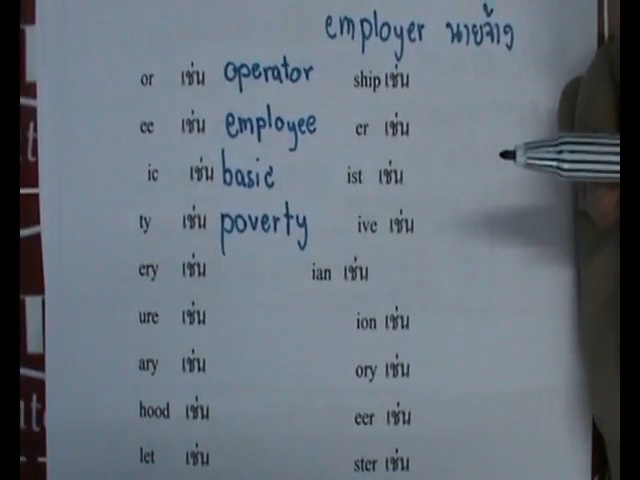 employer นายจ้าง
or เช่น operator ship เช่น
ee เช่น employee er เช่น
ic เช่น basic ist เช่น
ty เช่น poverty ive เช่น
ery เช่น ian เช่น
ure เช่น ion เช่น
ary เช่น ory เช่น
hood เช่น eer เช่น
let เช่น ster เช่น